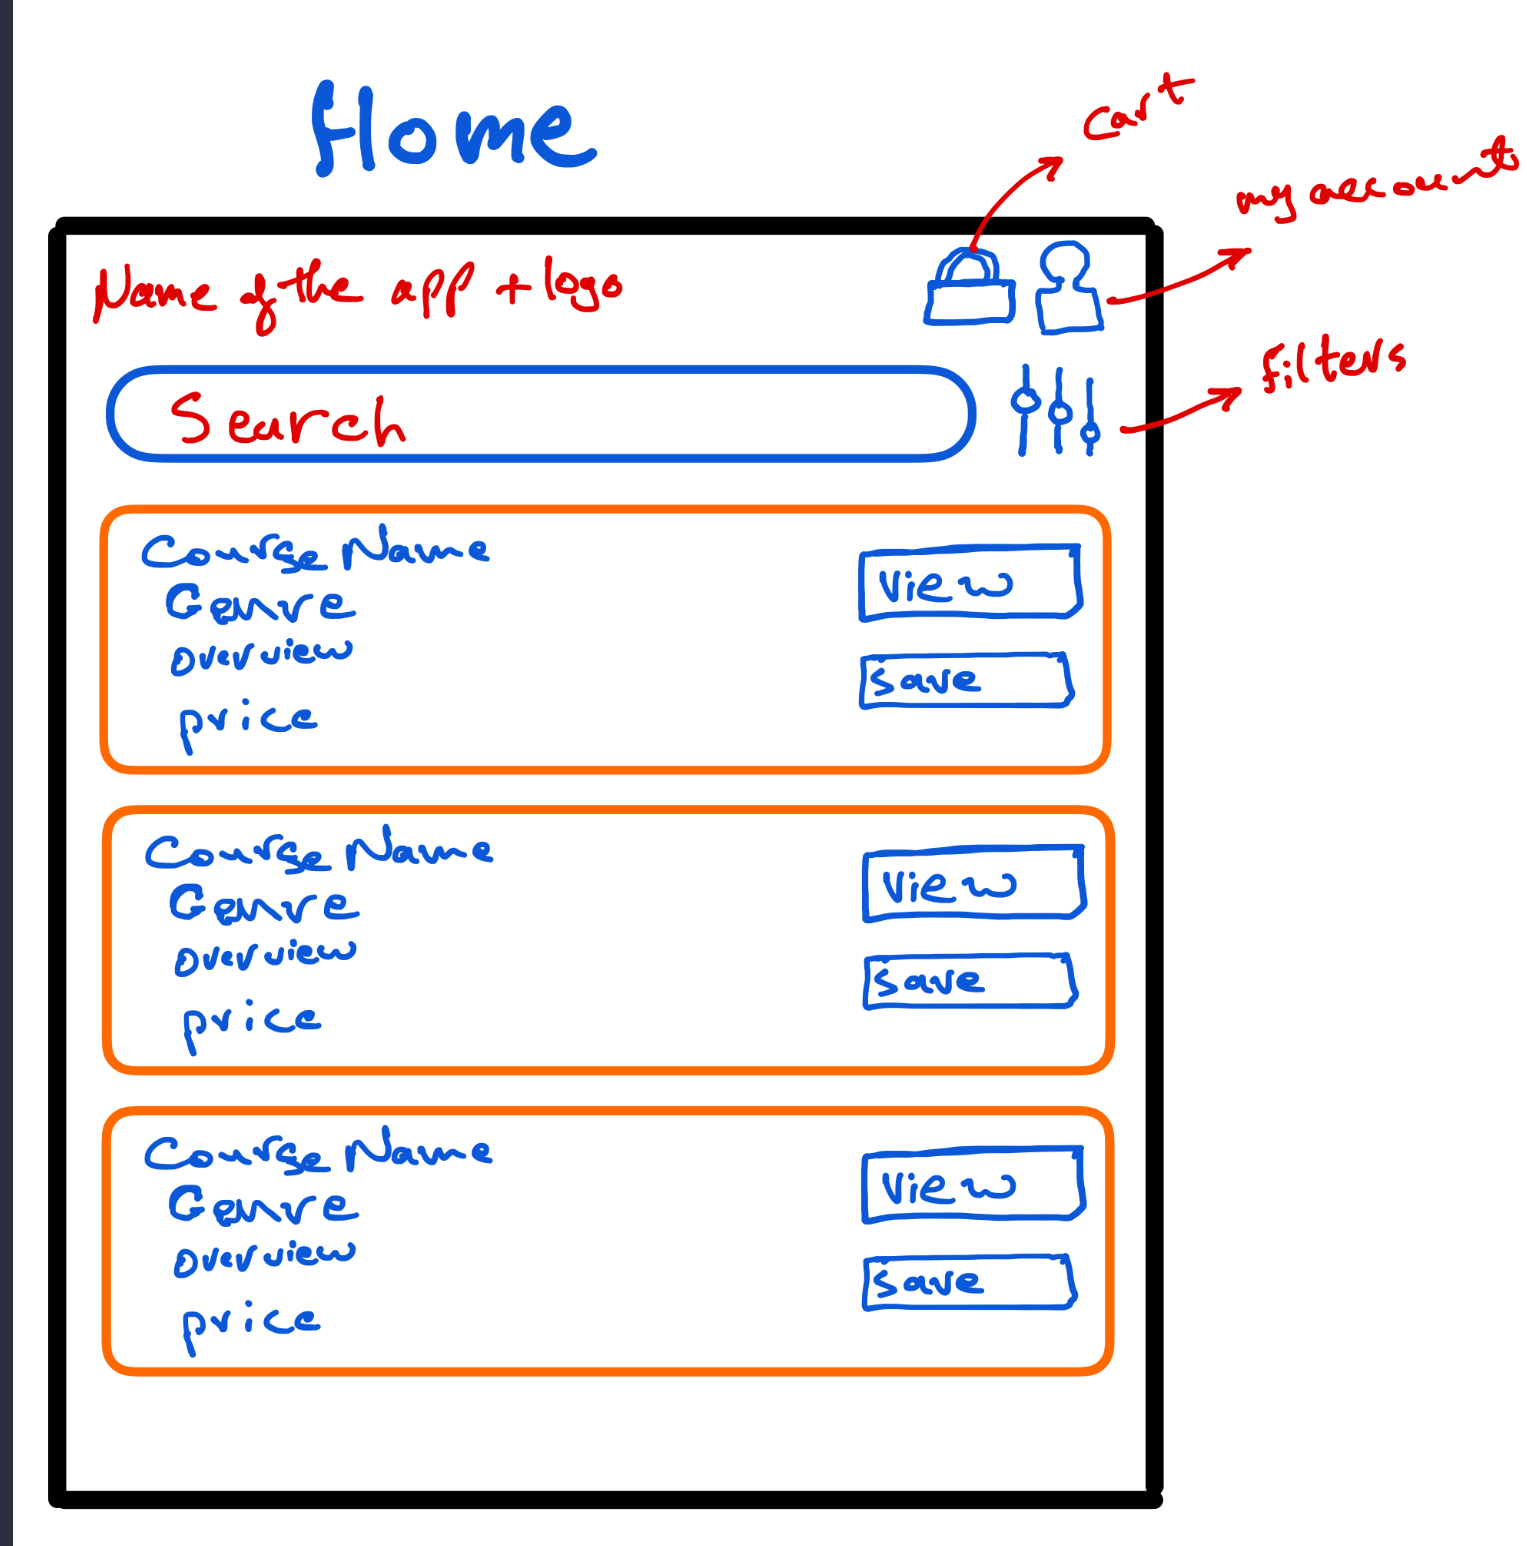 Home
cart
my account
Name of the app + logo
filters
Search
Course Name
Genre
overview
price
View
Save
Course Name
Genre
overview
price
View
Save
Course Name
Genre
overview
price
View
Save